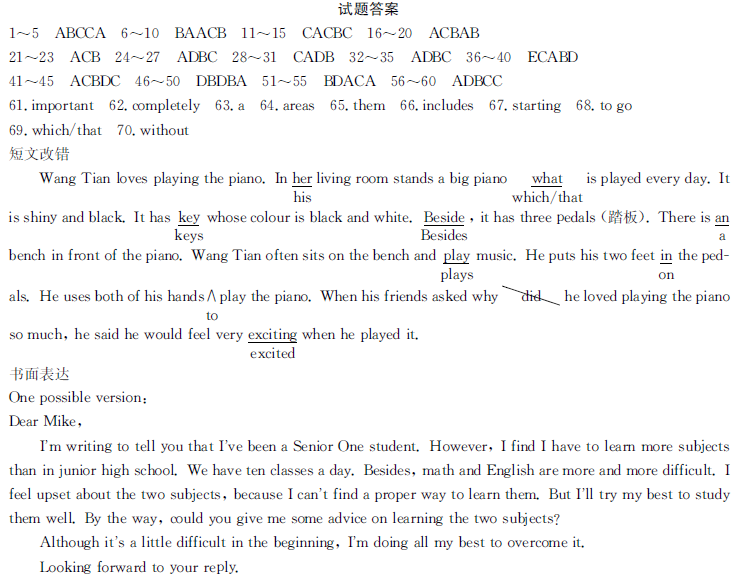 试题答案
1～5 ABCCA 6～10 BAACB 11～15 CACBC 16～20 ACBAB
21～23 ACB 24～27 ADBC 28～31 CADB 32～35 ADBC 36～40 ECABD
41～45 ACBDC 46～50 DBDBA 51～55 BDACA 56～60 ADBCC
61. important 62. completely 63. a 64. areas 65. them 66. includes 67. starting 68. to go
69. which/that 70. without
短文改错
Wang Tian loves playing the piano. In her living room stands a big piano what is played every day. It
his which/that
is shiny and black. It has key whose colour is black and white. Beside, it has three pedals(踏板). There is an
keys Besides a
bench in front of the piano. Wang Tian often sits on the bench and play music. He puts his two feet in the ped-
plays on
als. He uses both of his hands∧play the piano. When his friends asked why did he loved playing the piano
to
so much, he said he would feel very exciting when he played it.
excited
书面表达
One possible version:
Dear Mike,
I'm writing to tell you that I've been a Senior One student. However, I find I have to learn more subjects
than in junior high school. We have ten classes a day. Besides, math and English are more and more difficult. I
feel upset about the two subjects, because I can't find a proper way to learn them. But I'll try my best to study
them well. By the way, could you give me some advice on learning the two subjects?
Although it's a little difficult in the beginning, I'm doing all my best to overcome it.
Looking forward to your reply.